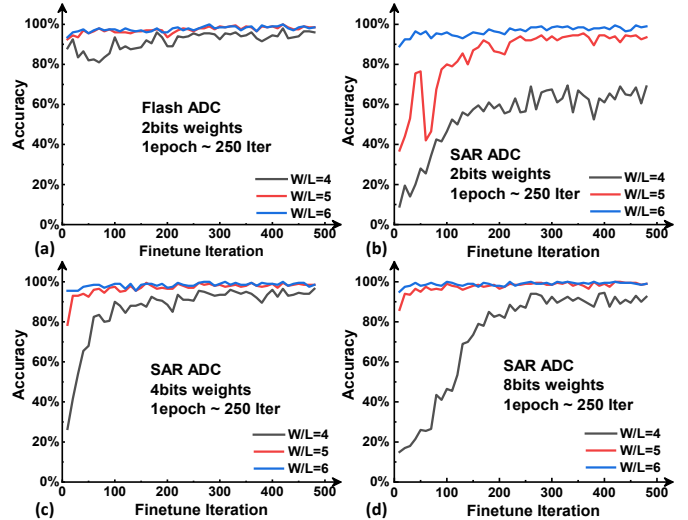 100%
80%
60%
40%
20%
0%
Accuracy
Flash ADC
2bits weights
1epoch ~ 250 Iter
W/L=4
W/L=5
W/L=6
0 100 200 300 400 500
Finetune Iteration
(a)
100%
80%
60%
40%
20%
0%
Accuracy
SAR ADC
2bits weights
1epoch ~ 250 Iter
W/L=4
W/L=5
W/L=6
0 100 200 300 400 500
Finetune Iteration
(b)
100%
80%
60%
40%
20%
0%
Accuracy
SAR ADC
4bits weights
1epoch ~ 250 Iter
W/L=4
W/L=5
W/L=6
0 100 200 300 400 500
Finetune Iteration
(c)
100%
80%
60%
40%
20%
0%
Accuracy
SAR ADC
8bits weights
1epoch ~ 250 Iter
W/L=4
W/L=5
W/L=6
0 100 200 300 400 500
Finetune Iteration
(d)